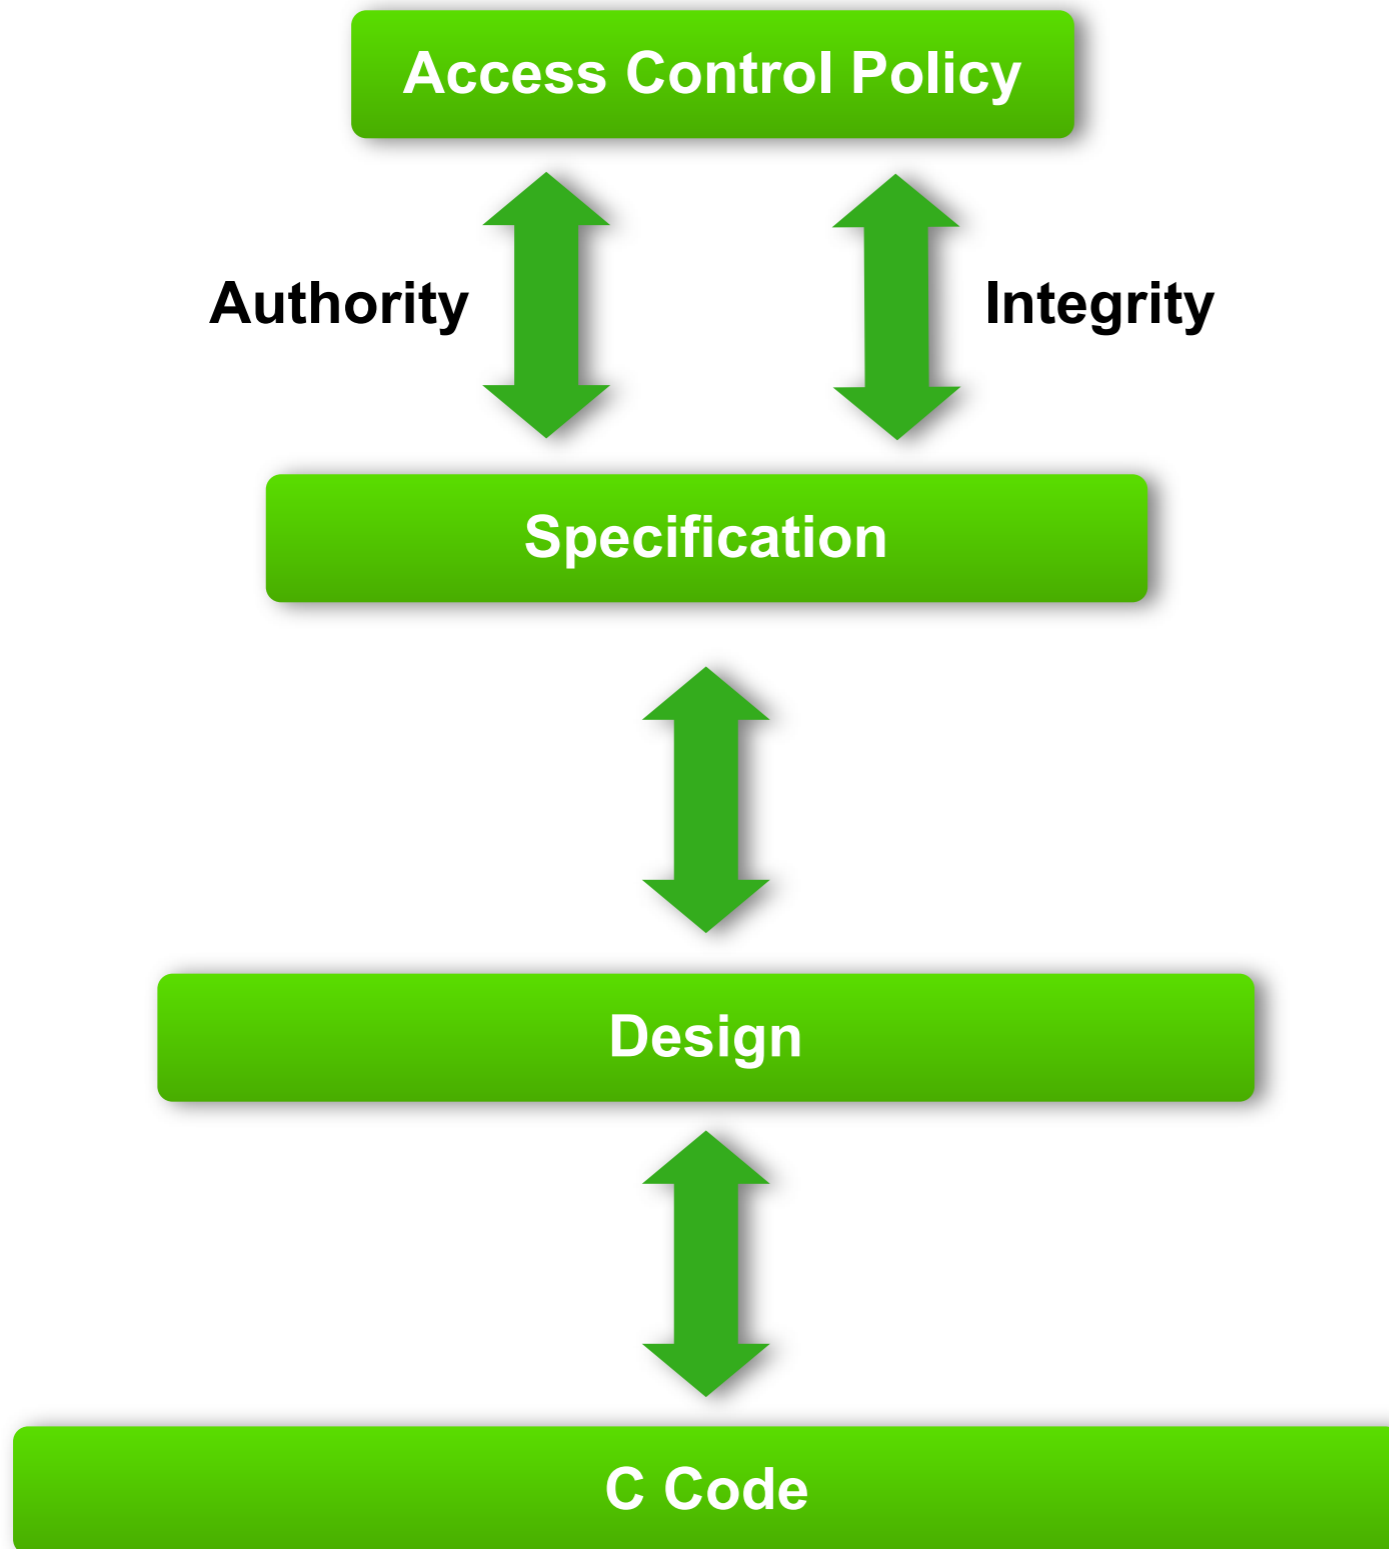 Access Control Policy
Authority
Integrity
Specification
Design
C Code